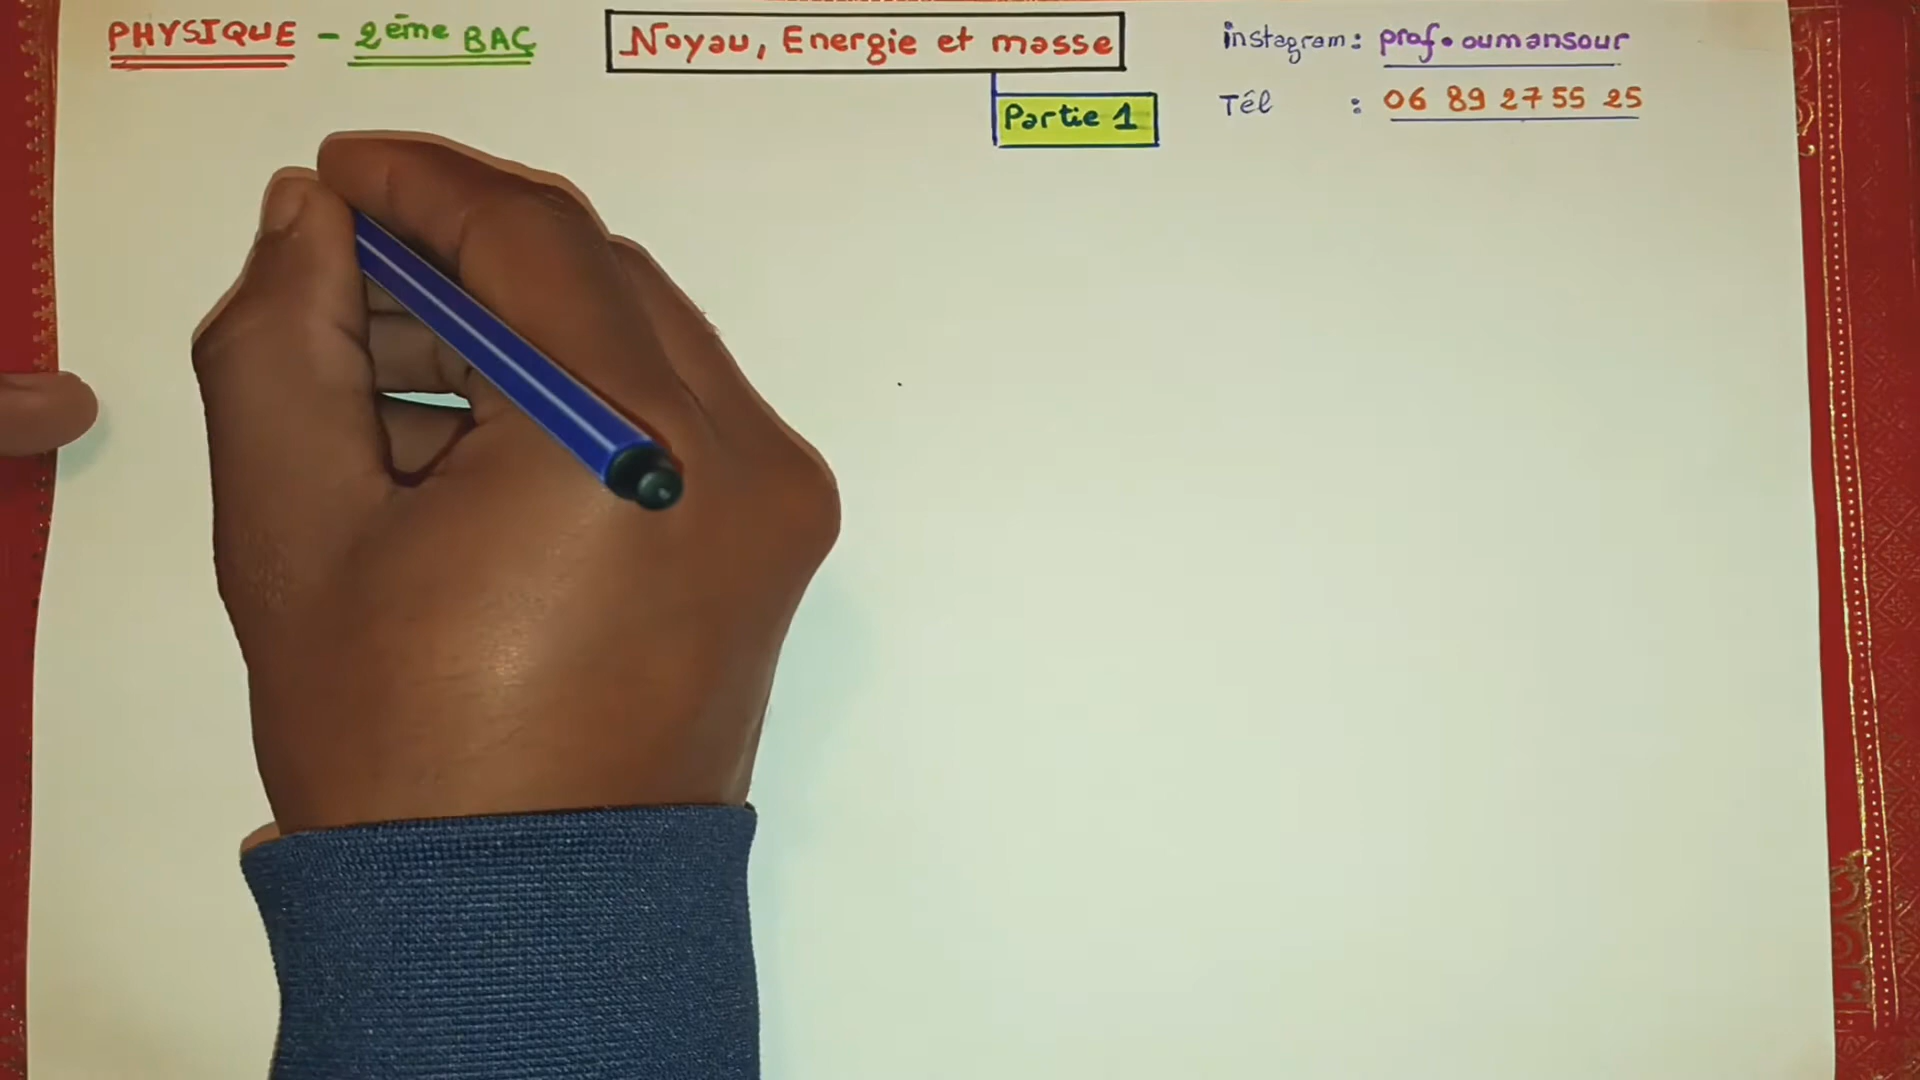 PHYSIQUE - 2ème BAC
Noyau, Energie et masse
Partie 1
instagram: prof.oumansour
Tél : 06 89 27 55 25